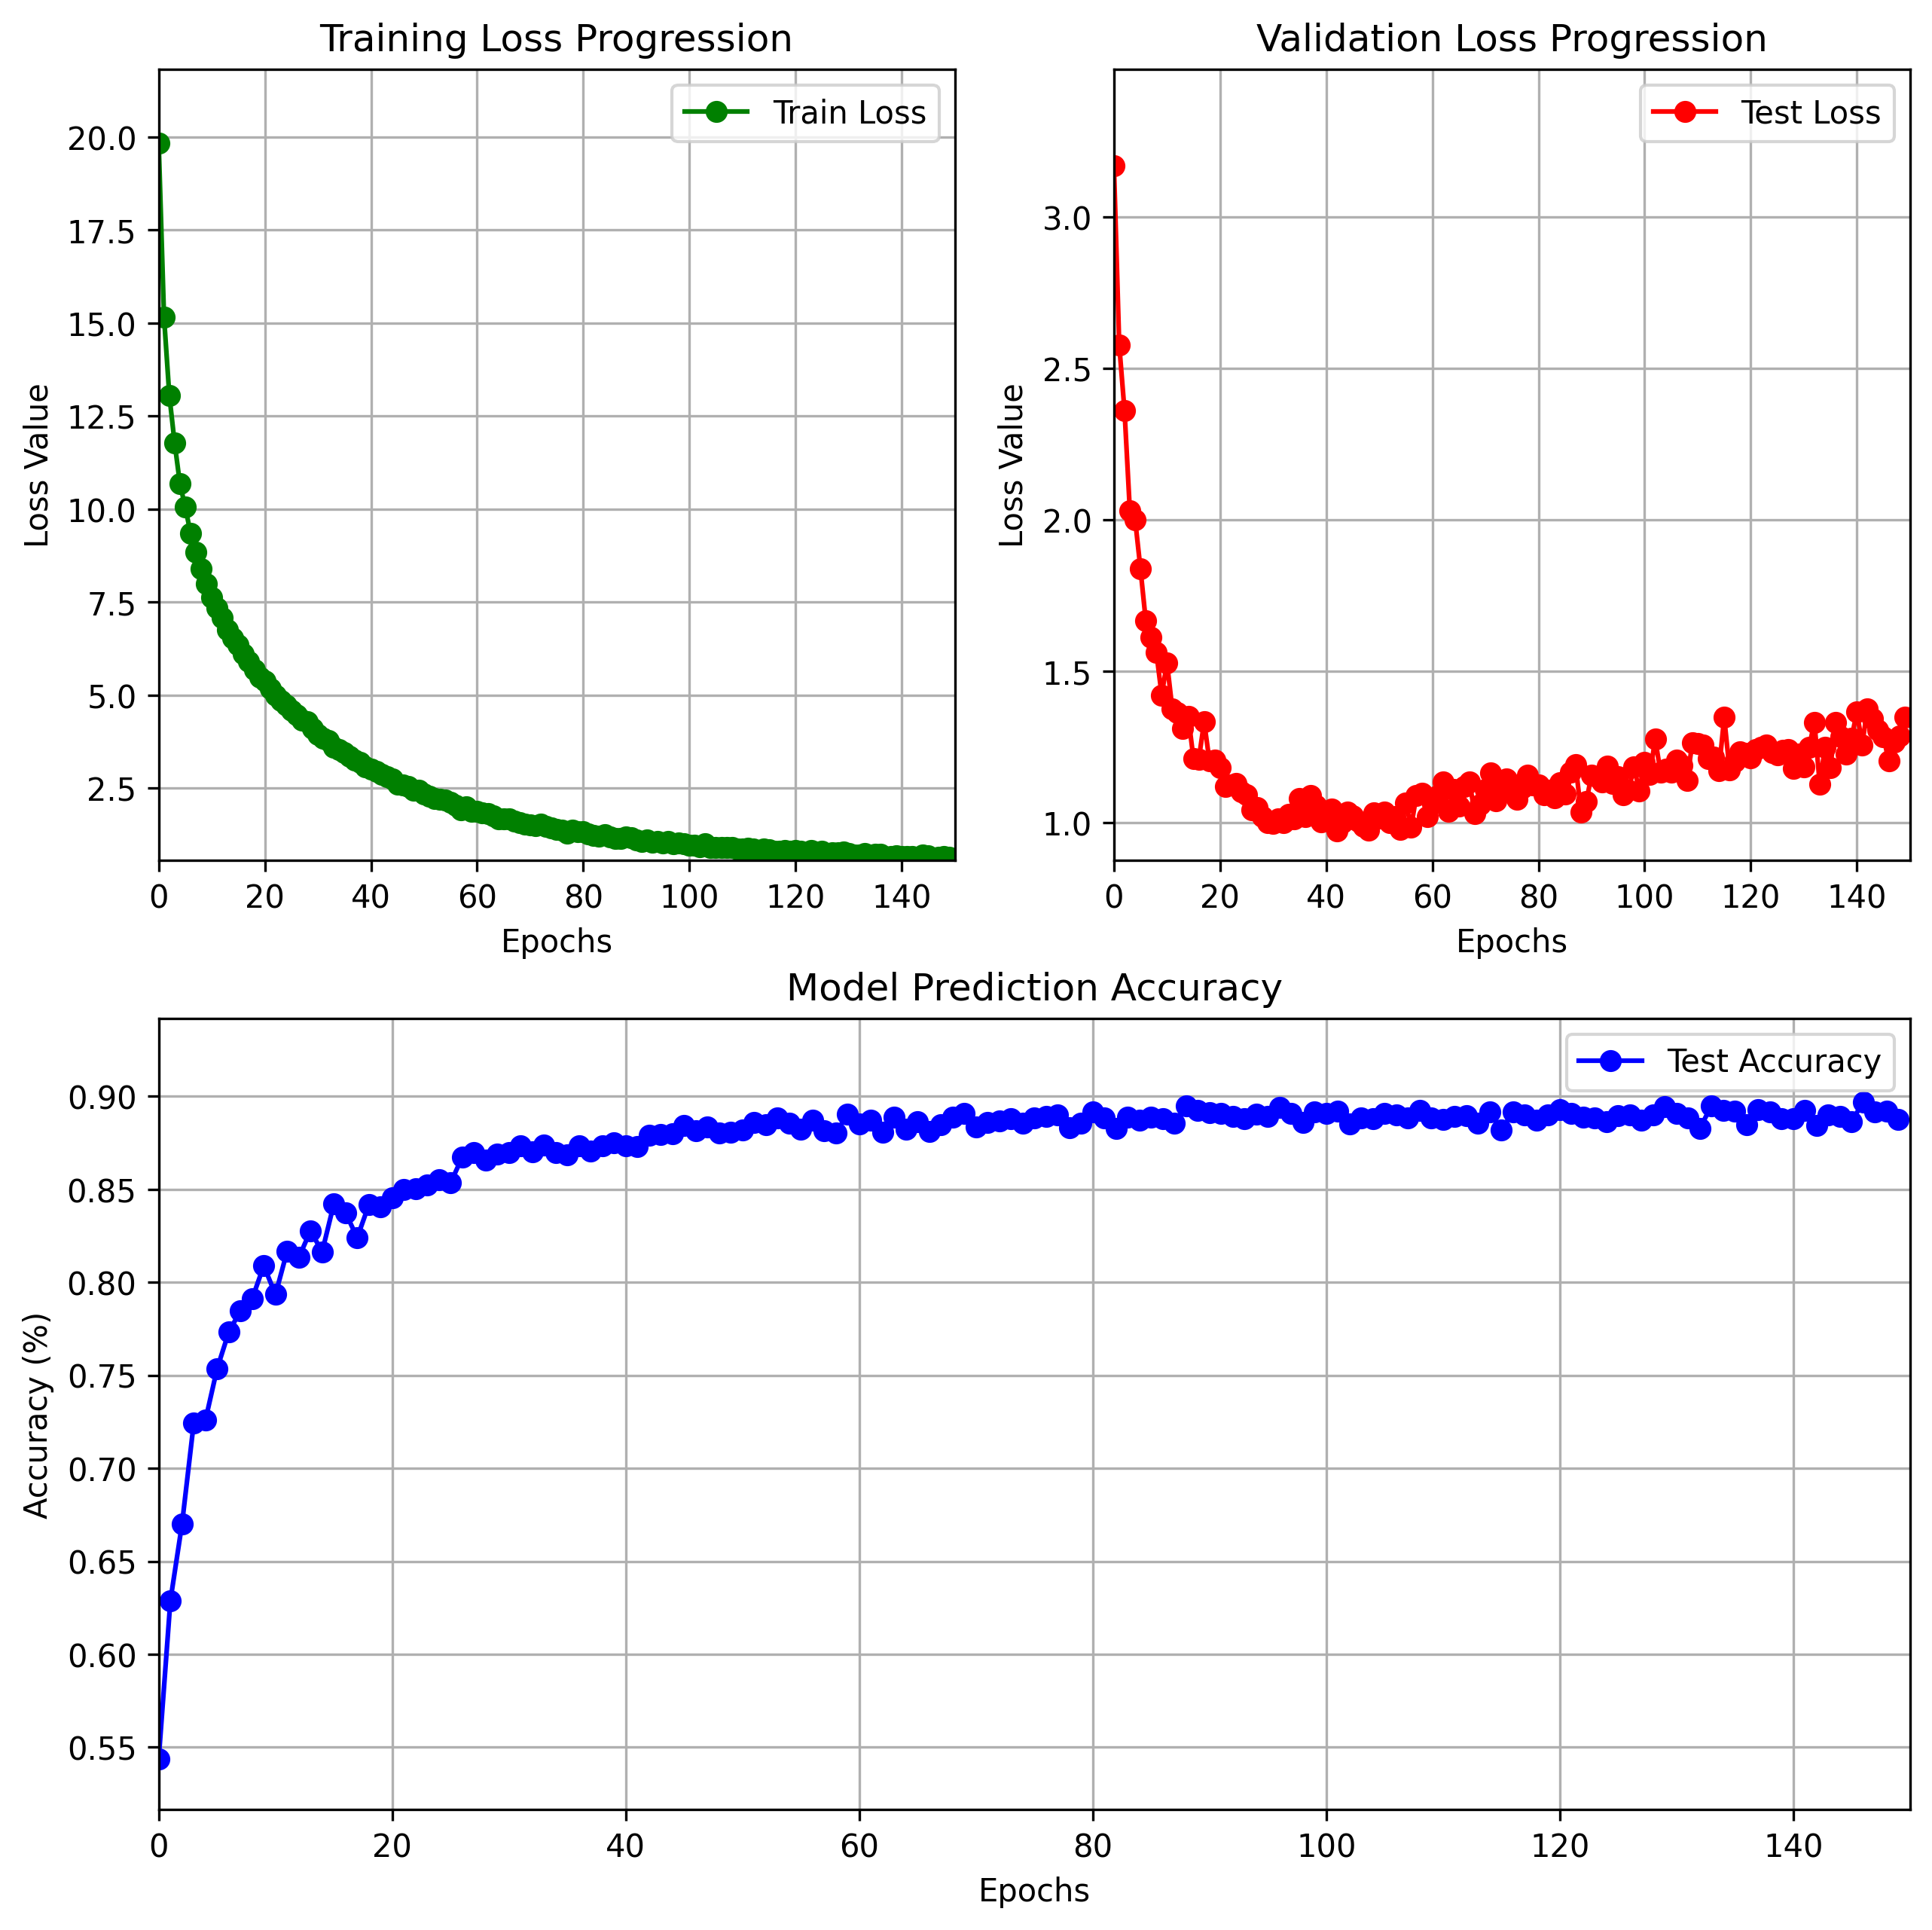 Training Loss Progression
Train Loss
20.0
17.5
15.0
12.5
10.0
7.5
5.0
2.5
Loss Value
0 20 40 60 80 100 120 140
Epochs
Validation Loss Progression
Test Loss
3.0
2.5
2.0
1.5
1.0
Loss Value
0 20 40 60 80 100 120 140
Epochs
Model Prediction Accuracy
Test Accuracy
0.90
0.85
0.80
0.75
0.70
0.65
0.60
0.55
Accuracy (%)
0 20 40 60 80 100 120 140
Epochs